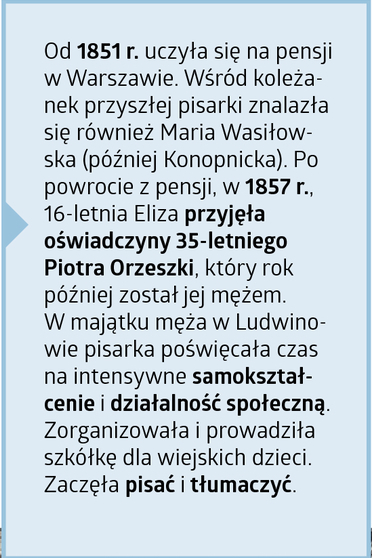 Od 1851 r. uczyła się na pensji
w Warszawie. Wśród koleża-
nek przyszłej pisarki znalazła
się również Maria Wasiłow-
ska (później Konopnicka). Po
powrocie z pensji, w 1857 r.,
16-letnia Eliza przyjęła
oświadczyny 35-letniego
Piotra Orzeszki, który rok
później został jej mężem.
W majątku męża w Ludwino-
wie pisarka poświęcała czas
na intensywne samokształ-
cenie i działalność społeczną.
Zorganizowała i prowadziła
szkółkę dla wiejskich dzieci.
Zaczęła pisać i tłumaczyć.